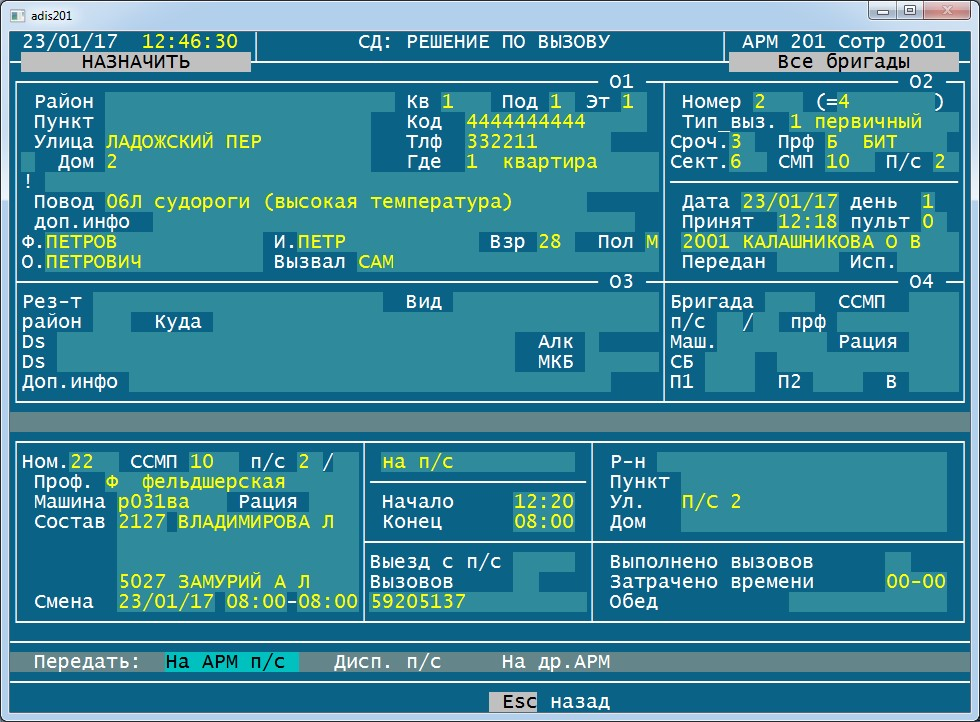 adis201
23/01/17 12:46:30 СД: РЕШЕНИЕ ПО ВЫЗОВУ АРМ 201 Сотр 2001
НАЗНАЧИТЬ Все бригады
01 02
Район Кв 1 Под 1 Эт 1 Номер 2 (=4 )
Пункт Код 4444444444 Тип_выз. 1 первичный
Улица ЛАДОЖСКИЙ ПЕР Тлф 332211 Сроч.3 Прф Б БИТ
Дом 2 Где 1 квартира Сект.6 СМП 10 П/с 2
!
Повод 06Л судороги (высокая температура) Дата 23/01/17 день 1
доп.инфо Принят 12:18 пульт 0
Ф.ПЕТРОВ И.ПЕТР Взр 28 Пол М 2001 КАЛАШНИКОВА О В
О.ПЕТРОВИЧ Вызвал САМ Передан Исп.
03 04
Рез-т Вид Бригада ССМП
район Куда п/с / прф
Ds Алк Маш. Рация
Ds МКБ СБ
Доп.инфо П1 П2 В
Ном.22 ССМП 10 п/с 2 / на п/с Р-н
Проф. Ф фельдшерская Пункт
Машина р031ва Рация Начало 12:20 Ул. П/С 2
Состав 2127 ВЛАДИМИРОВА Л Конец 08:00 Дом
Выезд с п/с Выполнено вызовов
5027 ЗАМУРИЙ А Л Вызовов Затрачено времени 00-00
Смена 23/01/17 08:00-08:00 59205137 Обед
Передать: На АРМ п/с Дисп. п/с На др.АРМ
Esc назад